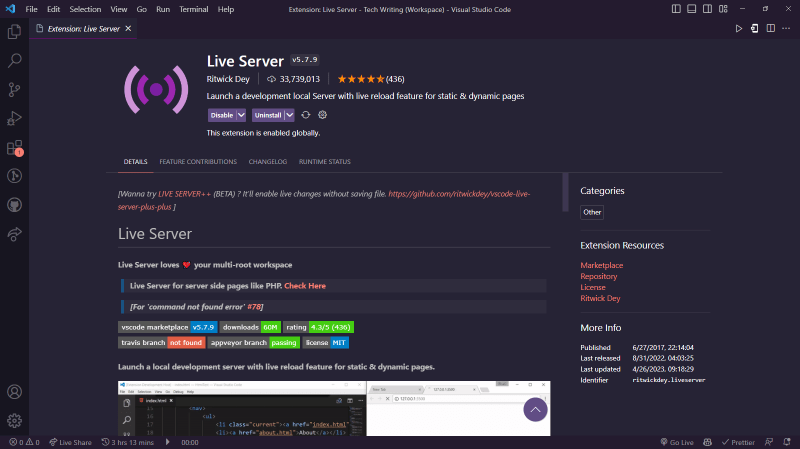 File Edit Selection View Go Run Terminal Help
Extension: Live Server - Tech Writing (Workspace) - Visual Studio Code
Extension: Live Server
Live Server v5.7.9
Ritwick Dey 33,739,013 (436)
Launch a development local Server with live reload feature for static & dynamic pages
Disable Uninstall
This extension is enabled globally.
1
DETAILS FEATURE CONTRIBUTIONS CHANGELOG RUNTIME STATUS
[Wanna try LIVE SERVER++ (BETA) ? It'll enable live changes without saving file. https://github.com/ritwickdey/vscode-live-
server-plus-plus ]
Live Server
Live Server loves your multi-root workspace
Live Server for server side pages like PHP. Check Here
[For 'command not found error' #78]
vscode marketplace v5.7.9 downloads 60M rating 4.3/5 (436)
travis branch not found appveyor branch passing license MIT
Launch a local development server with live reload feature for static & dynamic pages.
index.html
15 <nav>
16 <ul>
17 <li class="current"><a href="index.html"
18 <li><a href="about.html">About</a></li>
Categories
Other
Extension Resources
Marketplace
Repository
License
Ritwick Dey
More Info
Published 6/27/2017, 22:14:04
Last released 8/31/2022, 04:03:25
Last updated 4/26/2023, 09:18:29
Identifier ritwickdey.liveserver
0 0 Live Share 3 hrs 13 mins 00:00 Go Live Prettier